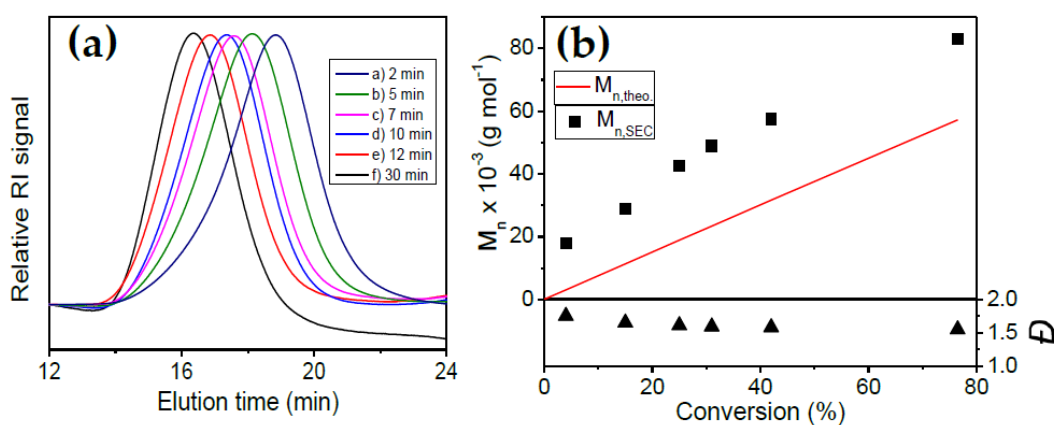 (a)
a) 2 min
b) 5 min
c) 7 min
d) 10 min
e) 12 min
f) 30 min
Relative RI signal
12 16 20 24
Elution time (min)
(b)
M_n,theo.
M_n,SEC
M_n x 10⁻³ (g mol⁻¹)
80
60
40
20
0
2.0
1.5
1.0
Đ
0 20 40 60 80
Conversion (%)